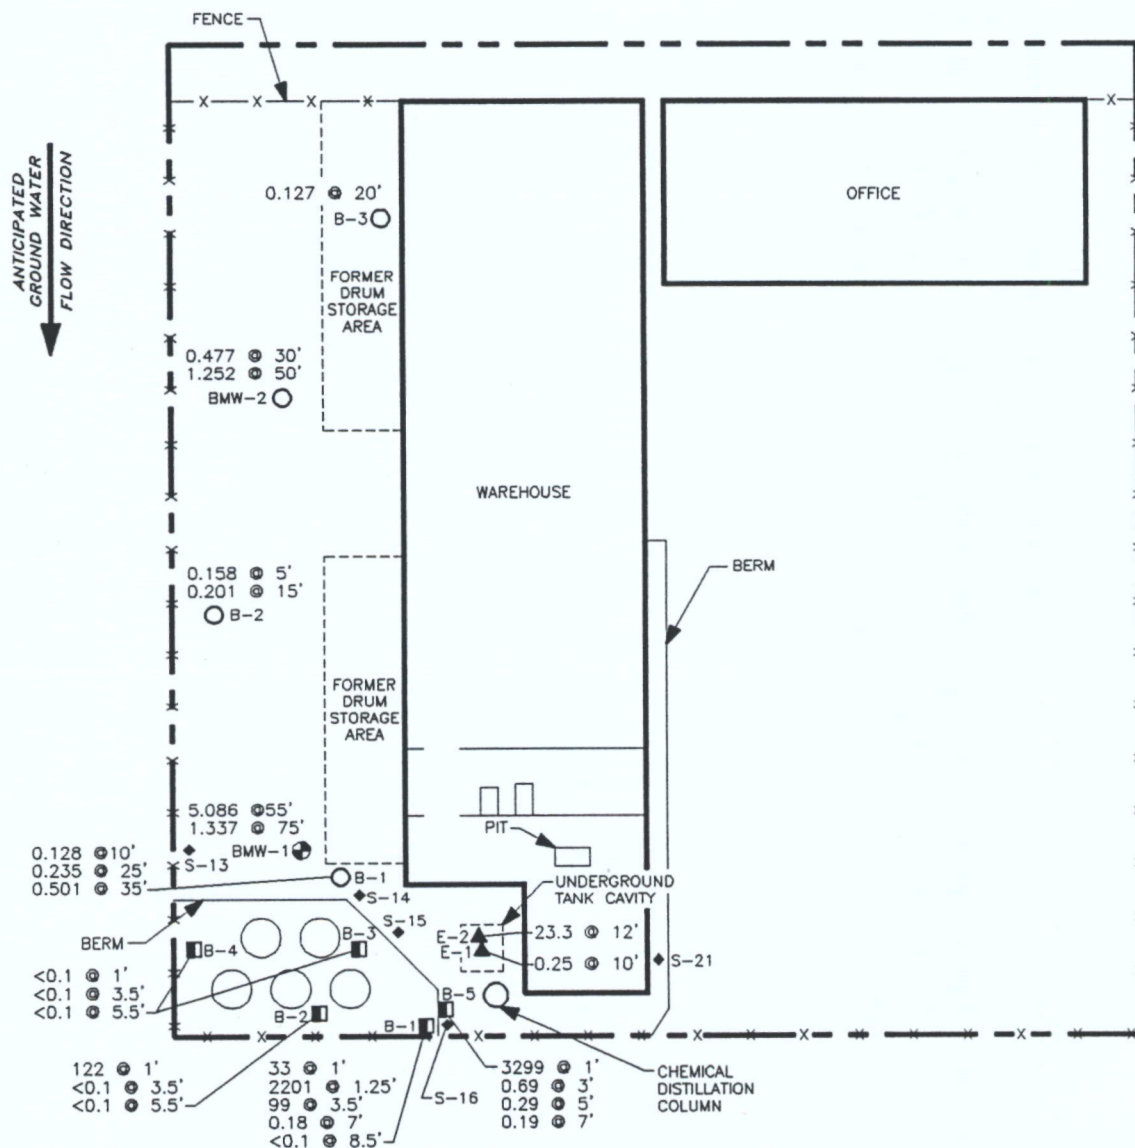 FENCE
ANTICIPATED
GROUND WATER
FLOW DIRECTION
0.127 @ 20'
B-3
OFFICE
FORMER
DRUM
STORAGE
AREA
0.477 @ 30'
1.252 @ 50'
BMW-2
WAREHOUSE
BERM
0.158 @ 5'
0.201 @ 15'
B-2
FORMER
DRUM
STORAGE
AREA
5.086 @55'
1.337 @ 75'
BMW-1
PIT
0.128 @10'
0.235 @ 25'
0.501 @ 35'
S-13
B-1
S-14
UNDERGROUND
TANK CAVITY
S-15
BERM
B-4
B-3
E-2
23.3 @ 12'
E-1
0.25 @ 10'
S-21
<0.1 @ 1'
<0.1 @ 3.5'
<0.1 @ 5.5'
B-2
B-1
B-5
122 @ 1'
<0.1 @ 3.5'
<0.1 @ 5.5'
33 @ 1'
2201 @ 1.25'
99 @ 3.5'
0.18 @ 7'
<0.1 @ 8.5'
S-16
3299 @ 1'
0.69 @ 3'
0.29 @ 5'
0.19 @ 7'
CHEMICAL
DISTILLATION
COLUMN
X X X X X